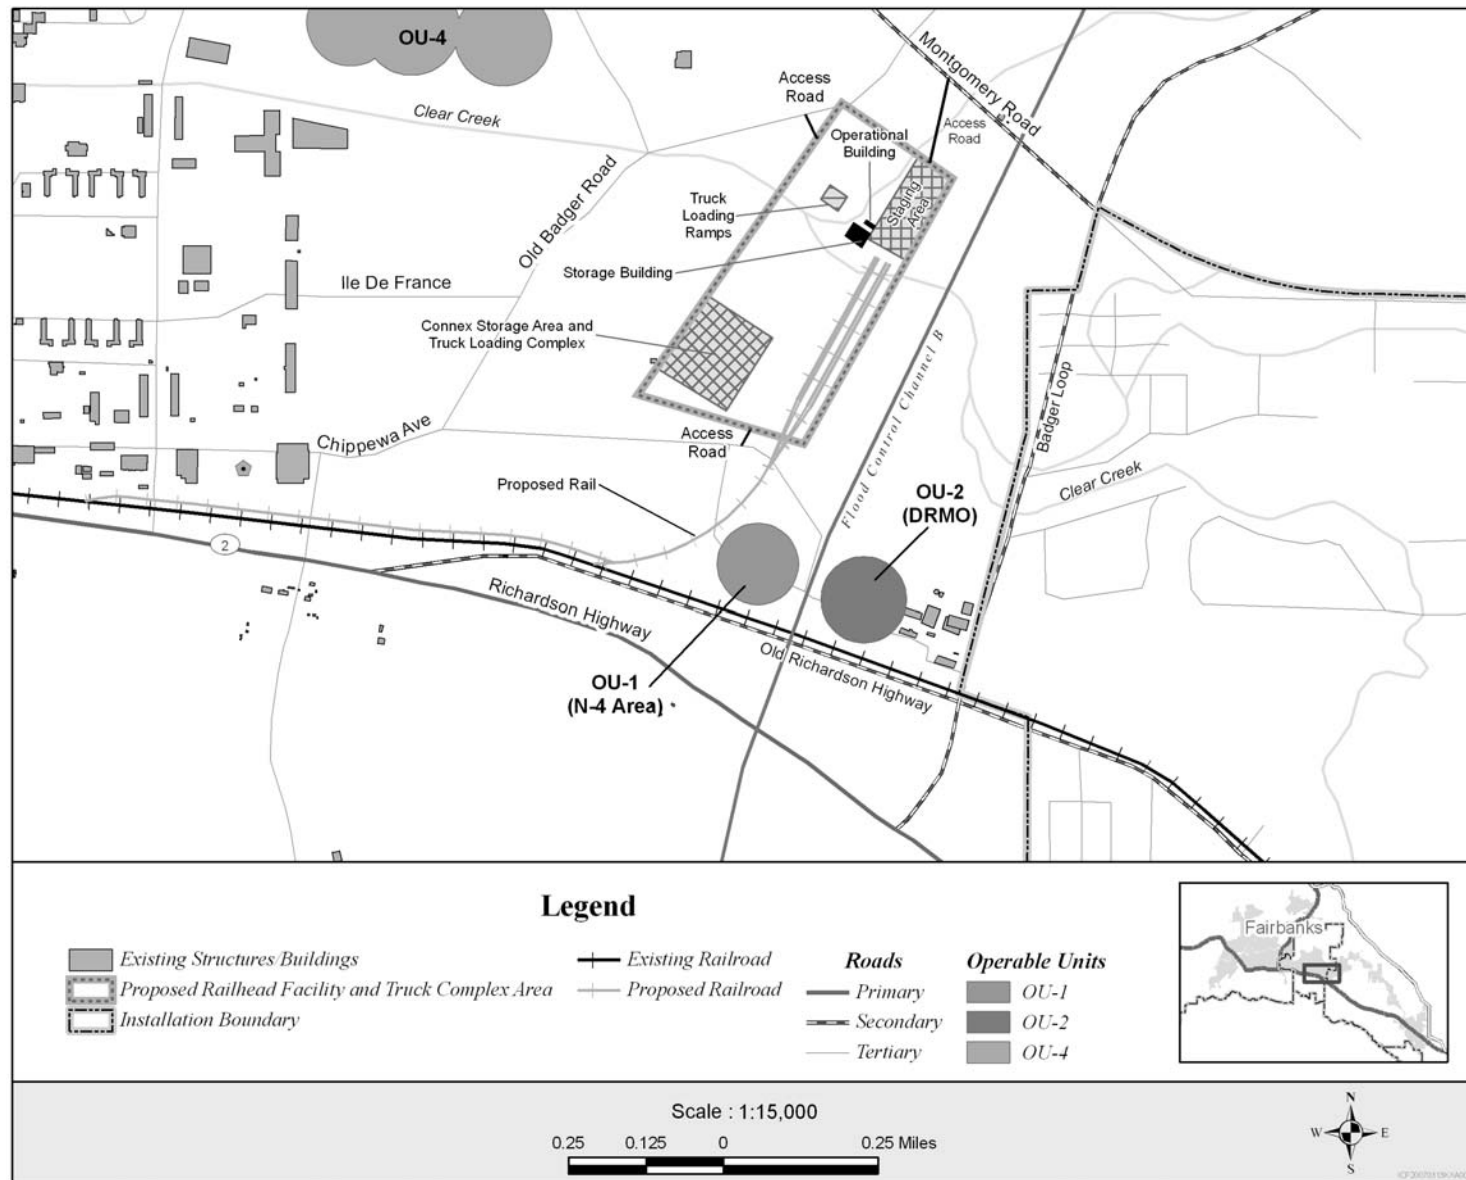 OU-4
Clear Creek
Access
Road
Montgomery Road
Operational
Building
Access
Road
Old Badger Road
Truck
Loading
Ramps
Staging
Area
Storage Building
Ile De France
Connex Storage Area and
Truck Loading Complex
Flood Control Channel B
Badger Loop
Chippewa Ave
Access
Road
Clear Creek
Proposed Rail
OU-2
(DRMO)
2
Richardson Highway
Old Richardson Highway
OU-1
(N-4 Area)
Legend
Existing Structures/Buildings
Proposed Railhead Facility and Truck Complex Area
Installation Boundary
Existing Railroad
Proposed Railroad
Roads
Primary
Secondary
Tertiary
Operable Units
OU-1
OU-2
OU-4
Fairbanks
Scale : 1:15,000
0.25 0.125 0 0.25 Miles
N
W E
S